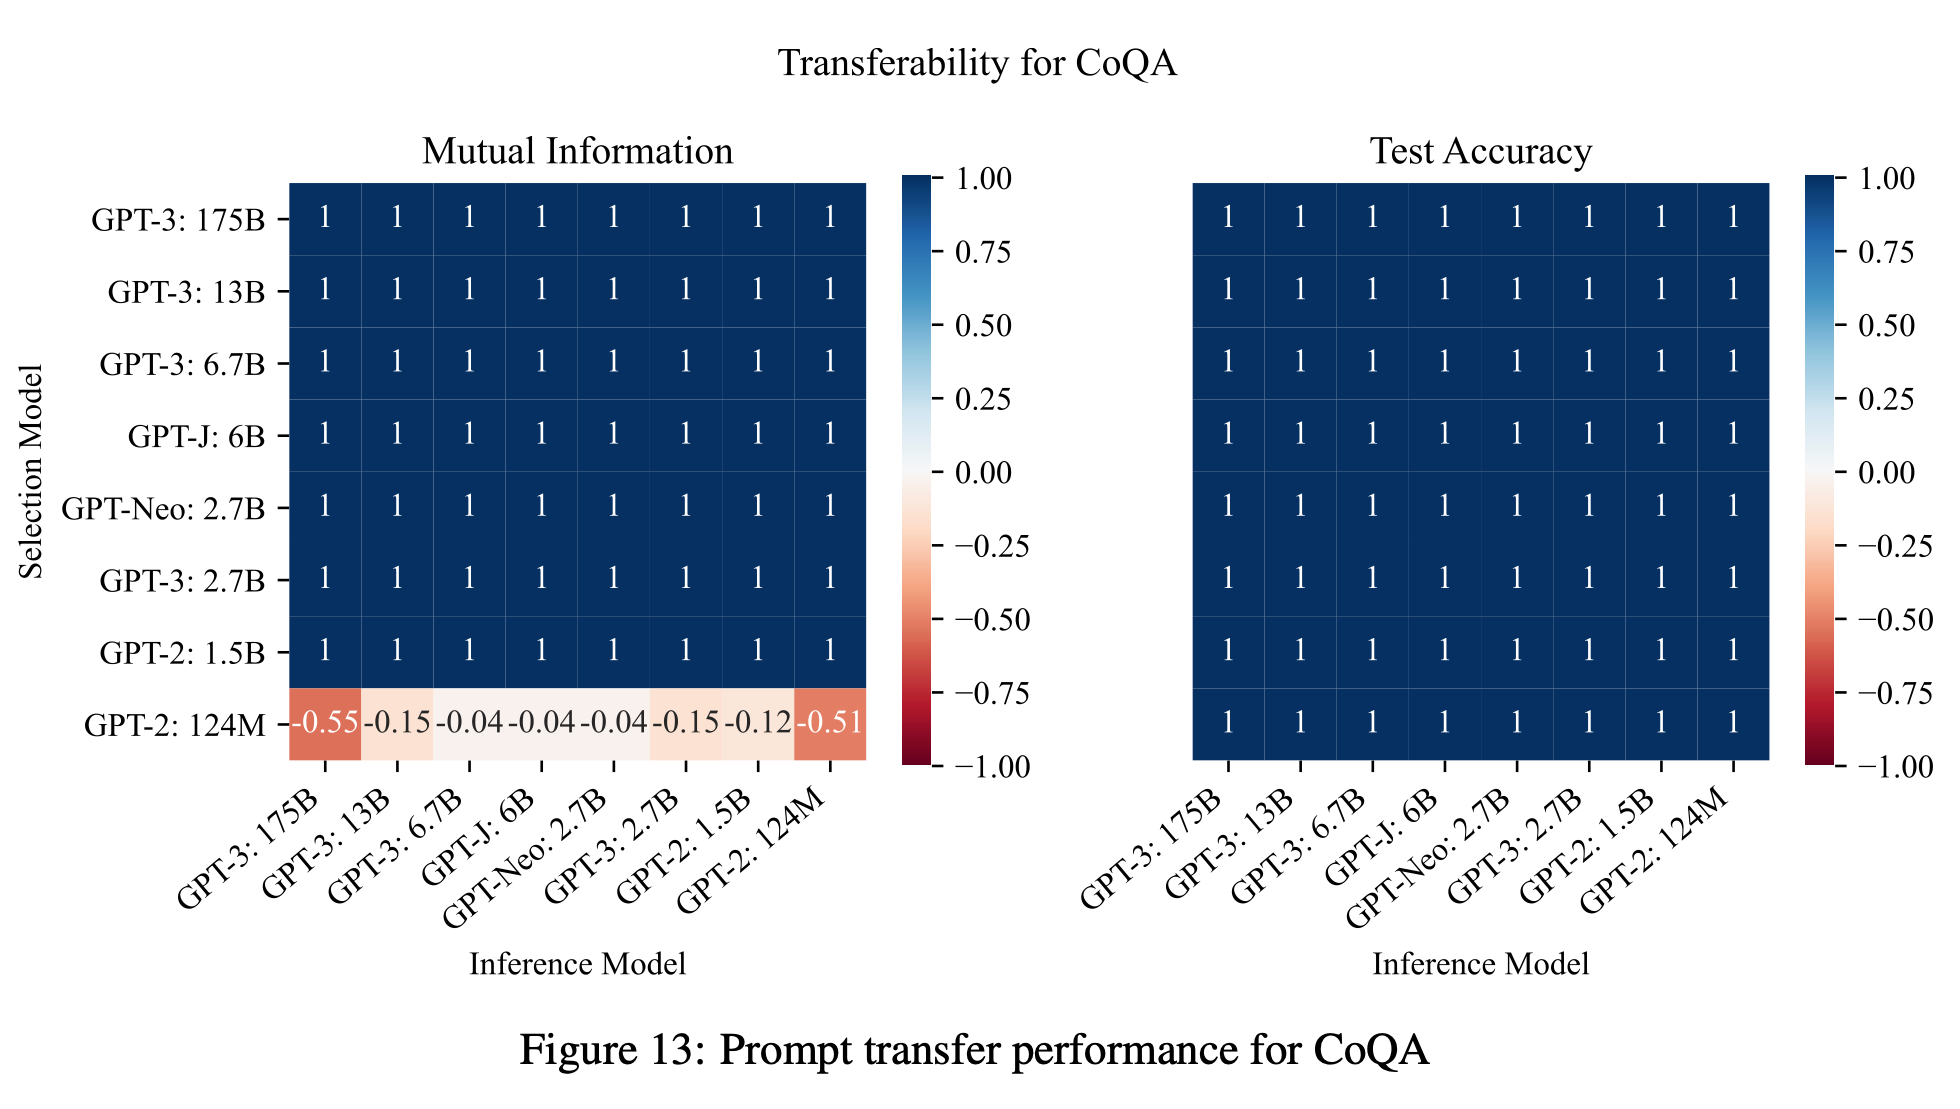 Transferability for CoQA
Mutual Information
GPT-3: 175B 1 1 1 1 1 1 1 1
GPT-3: 13B 1 1 1 1 1 1 1 1
GPT-3: 6.7B 1 1 1 1 1 1 1 1
GPT-J: 6B 1 1 1 1 1 1 1 1
GPT-Neo: 2.7B 1 1 1 1 1 1 1 1
GPT-3: 2.7B 1 1 1 1 1 1 1 1
GPT-2: 1.5B 1 1 1 1 1 1 1 1
GPT-2: 124M -0.55 -0.15 -0.04 -0.04 -0.04 -0.15 -0.12 -0.51
Selection Model
GPT-3: 175B
GPT-3: 13B
GPT-3: 6.7B
GPT-J: 6B
GPT-Neo: 2.7B
GPT-3: 2.7B
GPT-2: 1.5B
GPT-2: 124M
Inference Model
1.00
0.75
0.50
0.25
0.00
−0.25
−0.50
−0.75
−1.00
Test Accuracy
1 1 1 1 1 1 1 1
1 1 1 1 1 1 1 1
1 1 1 1 1 1 1 1
1 1 1 1 1 1 1 1
1 1 1 1 1 1 1 1
1 1 1 1 1 1 1 1
1 1 1 1 1 1 1 1
1 1 1 1 1 1 1 1
GPT-3: 175B
GPT-3: 13B
GPT-3: 6.7B
GPT-J: 6B
GPT-Neo: 2.7B
GPT-3: 2.7B
GPT-2: 1.5B
GPT-2: 124M
Inference Model
1.00
0.75
0.50
0.25
0.00
−0.25
−0.50
−0.75
−1.00
Figure 13: Prompt transfer performance for CoQA